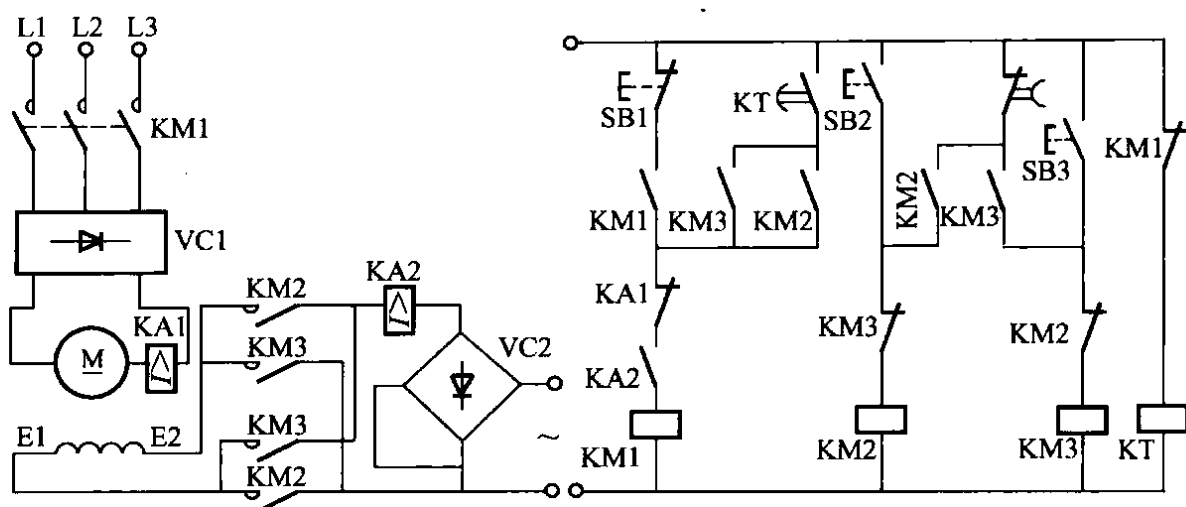 L1 L2 L3
KM1
VC1
KA1
M
KA2
KM2
KM3
VC2
KM3
KM2
E1 E2
~
SB1
KT
SB2
SB3
KM1
KM1
KM3
KM2
KM2
KM3
KA1
KM3
KM2
KA2
KM1
KM2
KM3
KT